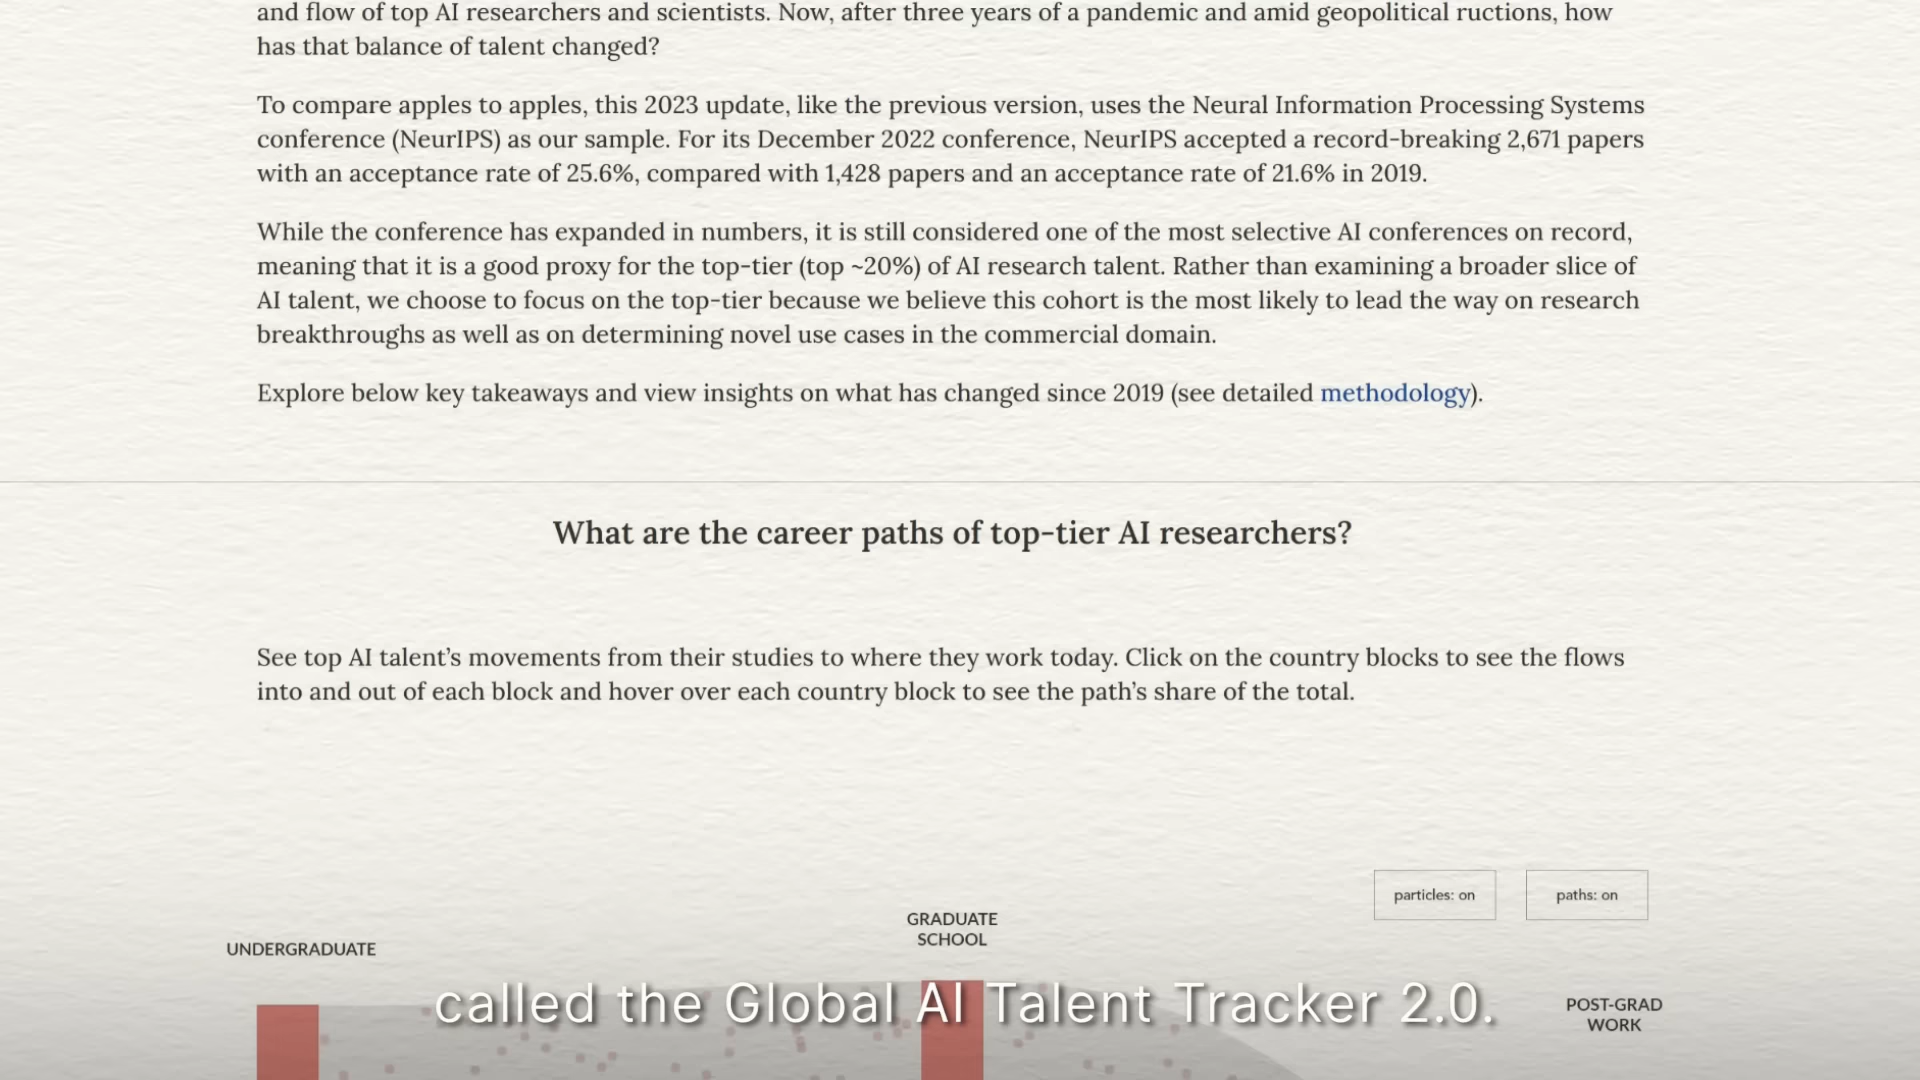 and flow of top AI researchers and scientists. Now, after three years of a pandemic and amid geopolitical ructions, how
has that balance of talent changed?
To compare apples to apples, this 2023 update, like the previous version, uses the Neural Information Processing Systems
conference (NeurIPS) as our sample. For its December 2022 conference, NeurIPS accepted a record-breaking 2,671 papers
with an acceptance rate of 25.6%, compared with 1,428 papers and an acceptance rate of 21.6% in 2019.
While the conference has expanded in numbers, it is still considered one of the most selective AI conferences on record,
meaning that it is a good proxy for the top-tier (top ~20%) of AI research talent. Rather than examining a broader slice of
AI talent, we choose to focus on the top-tier because we believe this cohort is the most likely to lead the way on research
breakthroughs as well as on determining novel use cases in the commercial domain.
Explore below key takeaways and view insights on what has changed since 2019 (see detailed methodology).
What are the career paths of top-tier AI researchers?
See top AI talent’s movements from their studies to where they work today. Click on the country blocks to see the flows
into and out of each block and hover over each country block to see the path’s share of the total.
particles: on
paths: on
UNDERGRADUATE
GRADUATE
SCHOOL
POST-GRAD
WORK
called the Global AI Talent Tracker 2.0.